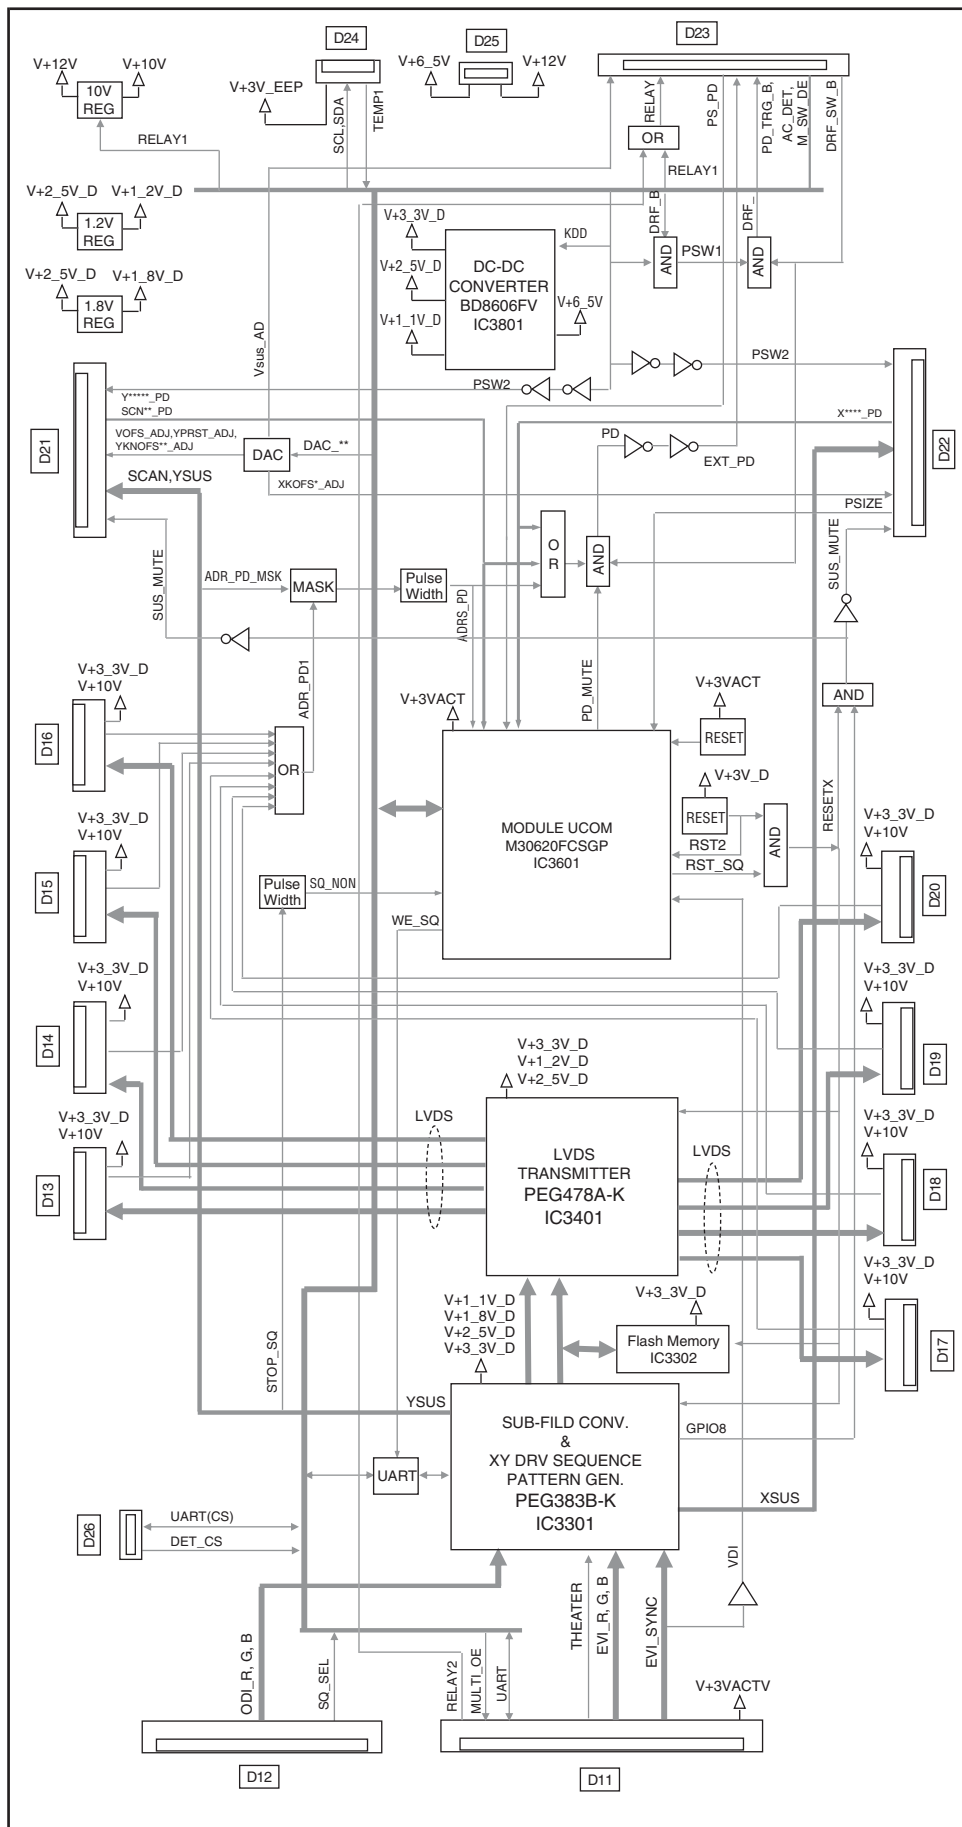 D24
D25
D23
V+12V
V+10V
10V
REG
RELAY1
V+3V_EEP
SCL,SDA
TEMP1
V+6_5V
V+12V
RELAY
PS_PD
PD_TRG_B,
AC_DET,
M_SW_DE
DRF_SW_B
OR
RELAY1
V+2_5V_D
V+1_2V_D
1.2V
REG
V+2_5V_D
V+1_8V_D
1.8V
REG
V+3_3V_D
V+2_5V_D
V+1_1V_D
DC-DC
CONVERTER
BD8606FV
IC3801
KDD
V+6_5V
DRF_B
AND
PSW1
DRF_
AND
Vsus_AD
PSW2
PSW2
Y*****_PD
SCN**_PD
VOFS_ADJ,YPRST_ADJ,
YKNOFS**_ADJ
DAC
DAC_**
XKOFS*_ADJ
D21
SCAN,YSUS
PD
EXT_PD
X****_PD
D22
PSIZE
SUS_MUTE
ADR_PD_MSK
MASK
Pulse
Width
ADRS_PD
O
R
AND
SUS_MUTE
PD_MUTE
ADR_PD1
V+3VACT
V+3VACT
RESET
AND
V+3_3V_D
V+10V
D16
OR
V+3V_D
RESET
RST2
RST_SQ
AND
RESETX
MODULE UCOM
M30620FCSGP
IC3601
V+3_3V_D
V+10V
D15
Pulse
Width
SQ_NON
WE_SQ
V+3_3V_D
V+10V
D20
V+3_3V_D
V+10V
D14
V+3_3V_D
V+10V
D19
V+3_3V_D
V+1_2V_D
V+2_5V_D
V+3_3V_D
V+10V
D13
LVDS
LVDS
TRANSMITTER
PEG478A-K
IC3401
LVDS
V+3_3V_D
V+10V
D18
V+3_3V_D
V+10V
D17
V+1_1V_D
V+1_8V_D
V+2_5V_D
V+3_3V_D
V+3_3V_D
Flash Memory
IC3302
STOP_SQ
YSUS
SUB-FILD CONV.
&
XY DRV SEQUENCE
PATTERN GEN.
PEG383B-K
IC3301
GPIO8
UART
XSUS
D26
UART(CS)
DET_CS
VDI
ODI_R, G, B
SQ_SEL
RELAY2
MULTI_OE
UART
THEATER
EVI_R, G, B
EVI_SYNC
V+3VACTV
D12
D11